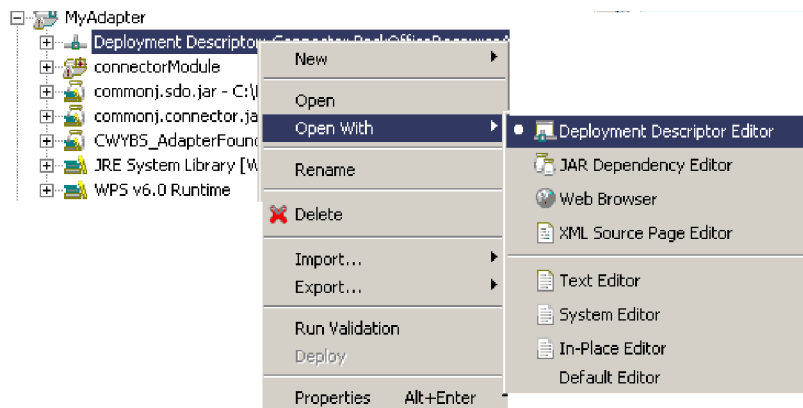 MyAdapter
Deployment Descriptor: Connector
connectorModule
commonj.sdo.jar - C:\
commonj.connector.ja
CWYBS_AdapterFound
JRE System Library [W
WPS v6.0 Runtime
New
Open
Open With
Rename
Delete
Import...
Export...
Run Validation
Deploy
Properties Alt+Enter
Deployment Descriptor Editor
JAR Dependency Editor
Web Browser
XML Source Page Editor
Text Editor
System Editor
In-Place Editor
Default Editor